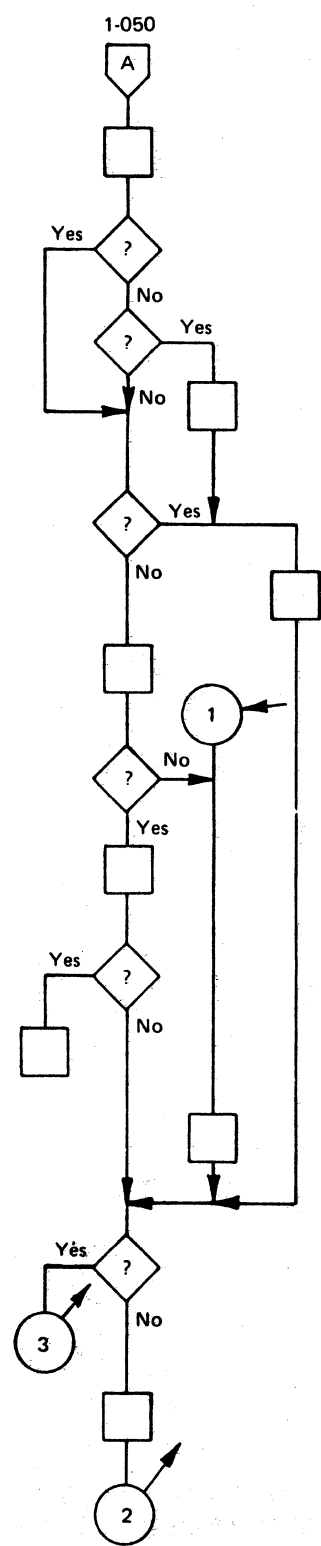 1-050
A
Yes
?
No
?
Yes
No
?
Yes
No
1
?
No
Yes
Yes
?
No
Yes
?
No
3
2